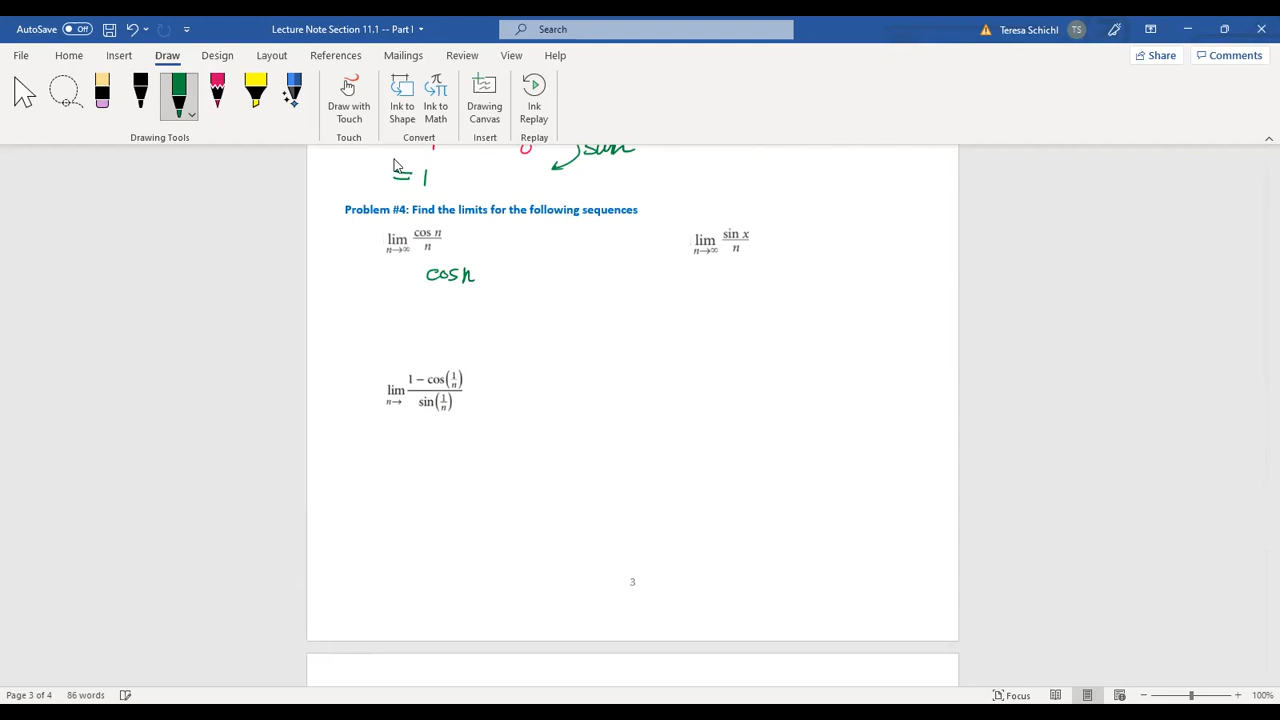 AutoSave Off Lecture Note Section 11.1 -- Part I Search Teresa Schichl TS
File Home Insert Draw Design Layout References Mailings Review View Help Share Comments
Draw with Touch Ink to Shape Ink to Math Drawing Canvas Ink Replay
Drawing Tools Touch Convert Insert Replay
= 1
Problem #4: Find the limits for the following sequences
lim n→∞ cos n / n lim n→∞ sin x / n
cos n
lim n→ 1 − cos(1/n) / sin(1/n)
3
Page 3 of 4 86 words Focus 100%